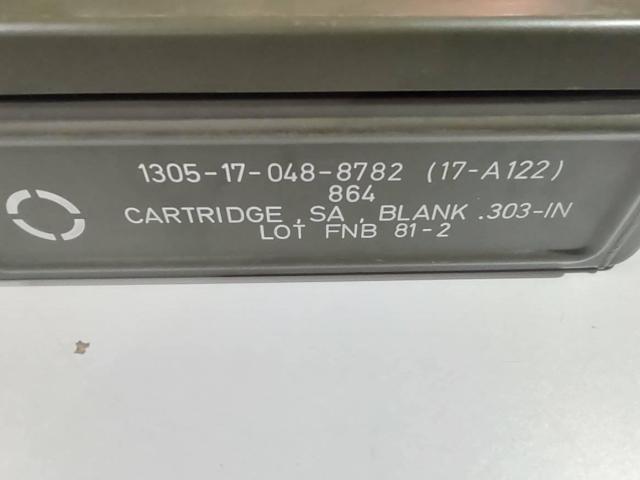 1305-17-048-8782 (17-A122)
864
CARTRIDGE , SA , BLANK .303-IN
LOT FNB 81-2